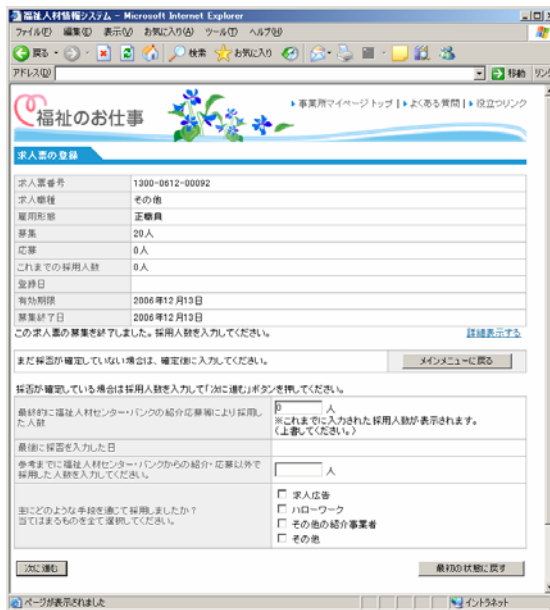 福祉人材情報システム - Microsoft Internet Explorer
ファイル(F) 編集(E) 表示(V) お気に入り(A) ツール(T) ヘルプ(H)
戻る 検索 お気に入り
アドレス(D) 移動 リンク
福祉のお仕事
事業所マイページトップ | よくある質問 | 役立つリンク
求人票の登録
求人票番号 1300-0612-00092
求人職種 その他
雇用形態 正職員
募集 20人
応募 0人
これまでの採用人数 0人
登録日
有効期限 2006年12月13日
募集終了日 2006年12月13日
この求人票の募集を終了しました。採用人数を入力してください。 詳細表示する
まだ採否が確定していない場合は、確定後に入力してください。 メインメニューに戻る
採否が確定している場合は採用人数を入力して「次に進む」ボタンを押してください。
最終的に福祉人材センター・バンクの紹介応募等により採用し
た人数
0 人
※これまでに入力された採用人数が表示されます。
(上書してください。)
最後に採否を入力した日
参考までに福祉人材センター・バンクからの紹介・応募以外で
採用した人数を入力してください。
人
主にどのような手段を通じて採用しましたか?
当てはまるものを全て選択してください。
求人広告
ハローワーク
その他の紹介事業者
その他
次に進む 最初の状態に戻す
ページが表示されました イントラネット